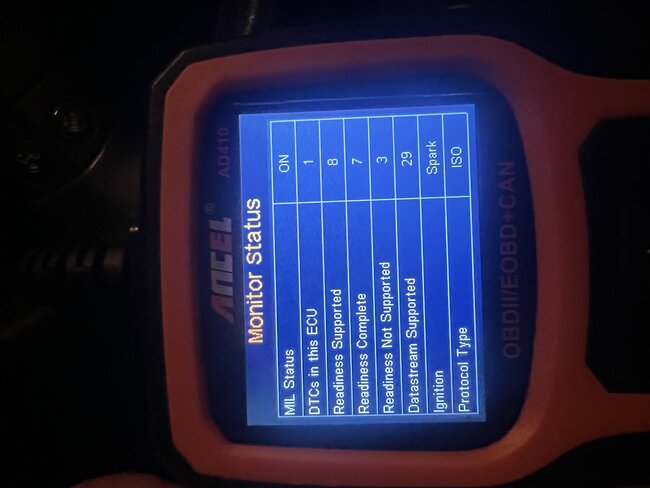 ANCEL® AD410
Monitor Status
MIL Status ON
DTCs in this ECU 1
Readiness Supported 8
Readiness Complete 7
Readiness Not Supported 3
Datastream Supported 29
Ignition Spark
Protocol Type ISO
OBDII/EOBD+CAN